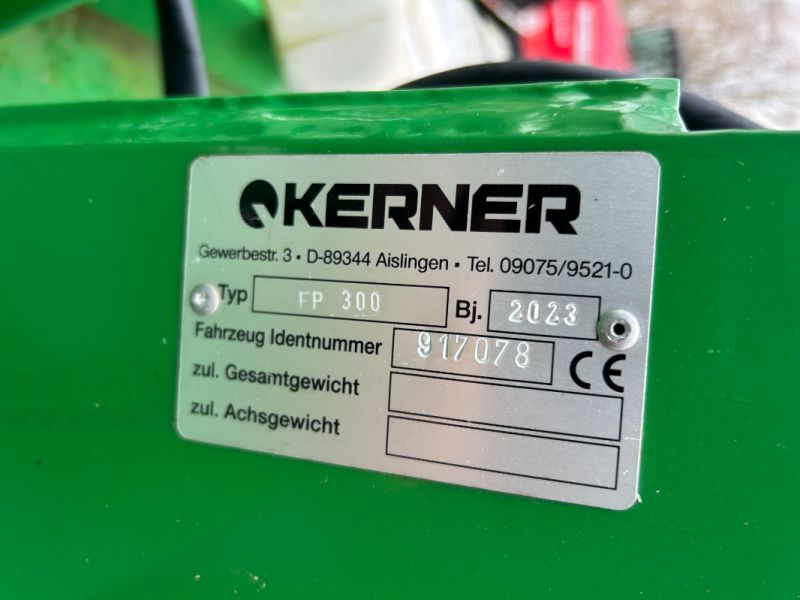 KERNER
Gewerbestr. 3 • D-89344 Aislingen • Tel. 09075/9521-0
Typ FP 300 Bj. 2023
Fahrzeug Identnummer 917078 CE
zul. Gesamtgewicht
zul. Achsgewicht